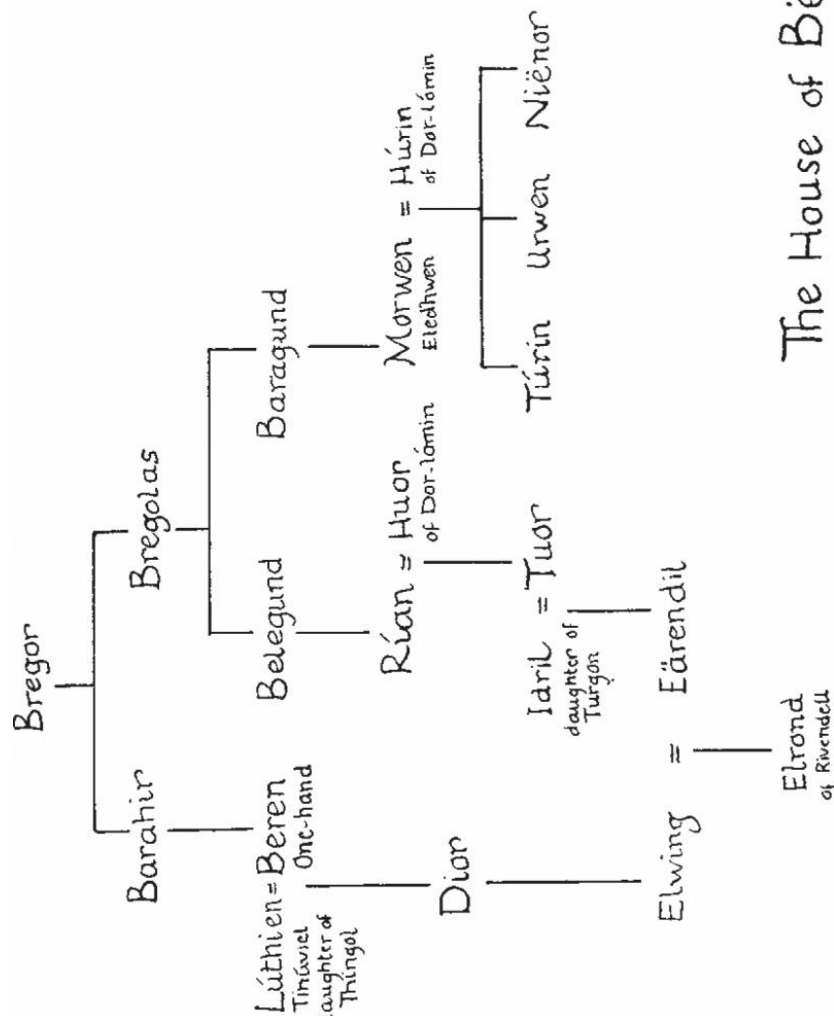 Bregor
Barahir Bregolas
Lúthien = Beren Belegund Baragund
Tinúviel One-hand
daughter of
Thingol
Rían = Huor Morwen = Húrin
of Dor-lómin Eledhwen of Dor-lómin
Dior
Idril = Tuor Túrin Urwen Niënor
daughter of
Turgon
Elwing = Eärendil
Elrond
of Rivendell
The House of